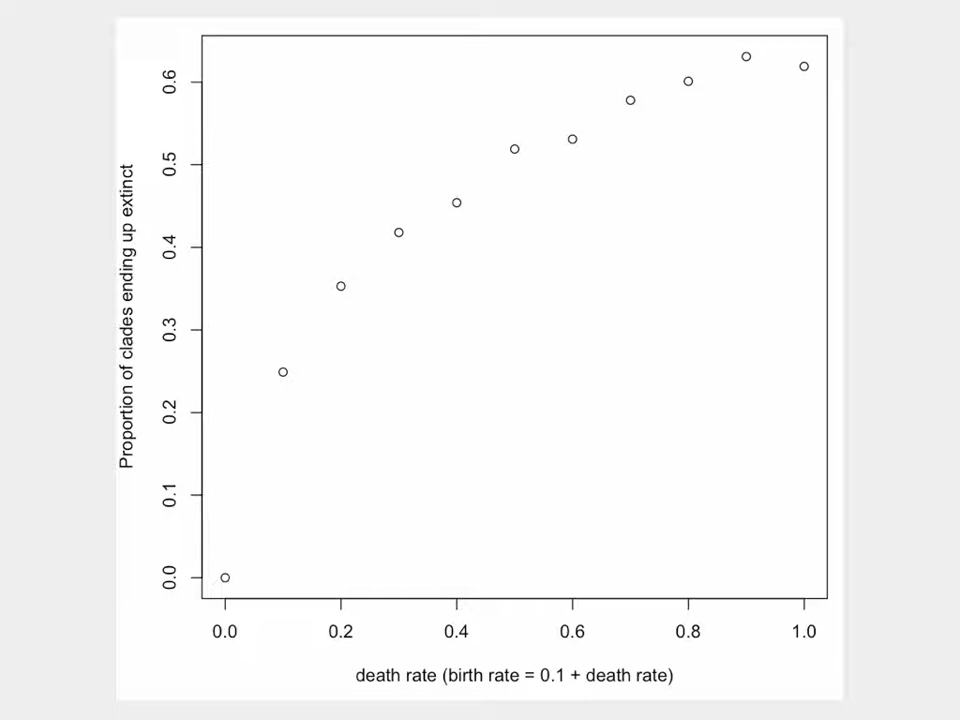 Proportion of clades ending up extinct
0.6
0.5
0.4
0.3
0.2
0.1
0.0
0.0 0.2 0.4 0.6 0.8 1.0
death rate (birth rate = 0.1 + death rate)